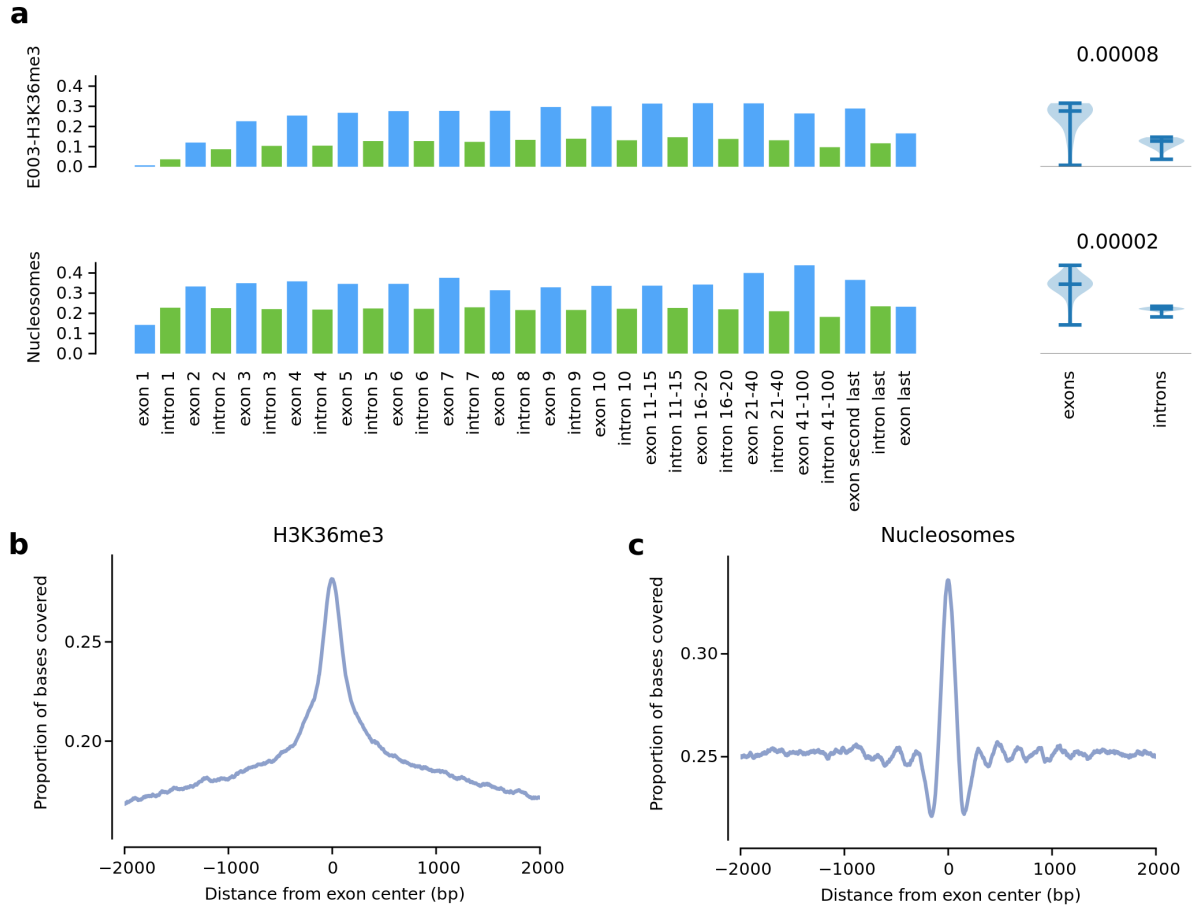 a
E003-H3K36me3
0.4
0.3
0.2
0.1
0.0
0.00008
Nucleosomes
0.4
0.3
0.2
0.1
0.0
0.00002
exon 1
intron 1
exon 2
intron 2
exon 3
intron 3
exon 4
intron 4
exon 5
intron 5
exon 6
intron 6
exon 7
intron 7
exon 8
intron 8
exon 9
intron 9
exon 10
intron 10
exon 11-15
intron 11-15
exon 16-20
intron 16-20
exon 21-40
intron 21-40
exon 41-100
intron 41-100
exon second last
intron last
exon last
exons
introns
b
H3K36me3
Proportion of bases covered
0.25
0.20
−2000
−1000
0
1000
2000
Distance from exon center (bp)
c
Nucleosomes
Proportion of bases covered
0.30
0.25
−2000
−1000
0
1000
2000
Distance from exon center (bp)